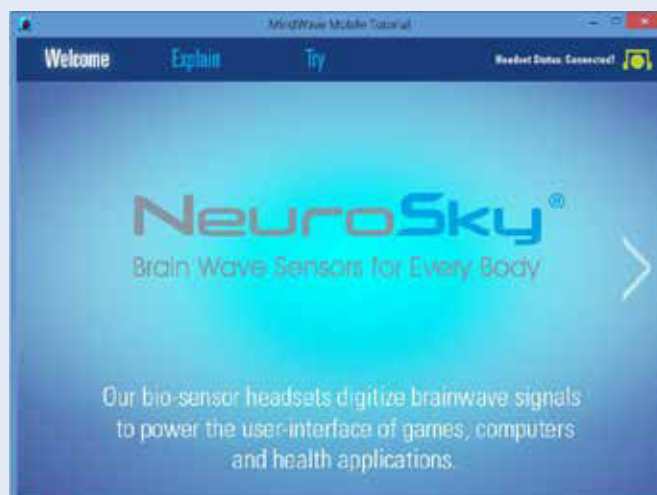 MindWave Mobile Tutorial
Welcome Explain Try Headset Status: Connected!
NeuroSky®
Brain Wave Sensors for Every Body
Our bio-sensor headsets digitize brainwave signals
to power the user-interface of games, computers
and health applications.